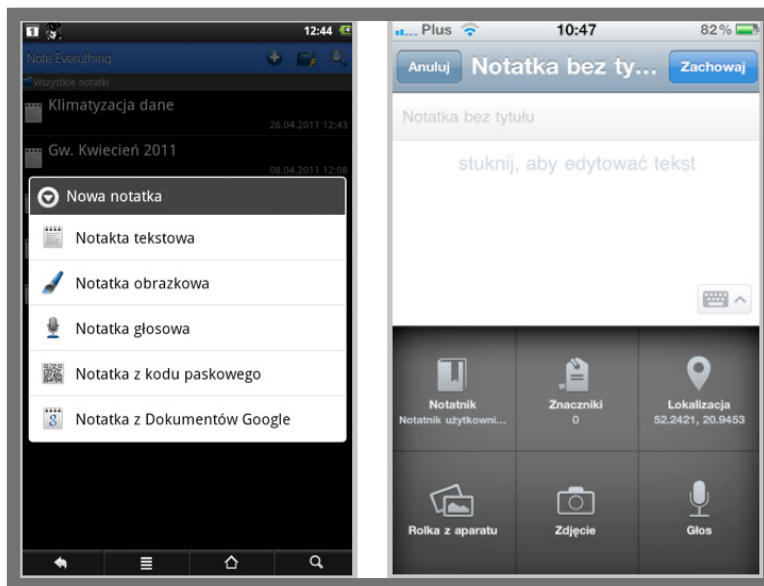 1
12:44
Note Everything
Wszystkie notatki
Klimatyzacja dane
26.04.2011 12:43
Gw. Kwiecień 2011
08.04.2011 12:08
Nowa notatka
Notakta tekstowa
Notatka obrazkowa
Notatka głosowa
Notatka z kodu paskowego
Notatka z Dokumentów Google
Plus 10:47 82%
Anuluj Notatka bez ty... Zachowaj
Notatka bez tytułu
stuknij, aby edytować tekst
Notatnik Znaczniki Lokalizacja
Notatnik użytkowni... 0 52.2421, 20.9453
Rolka z aparatu Zdjęcie Głos